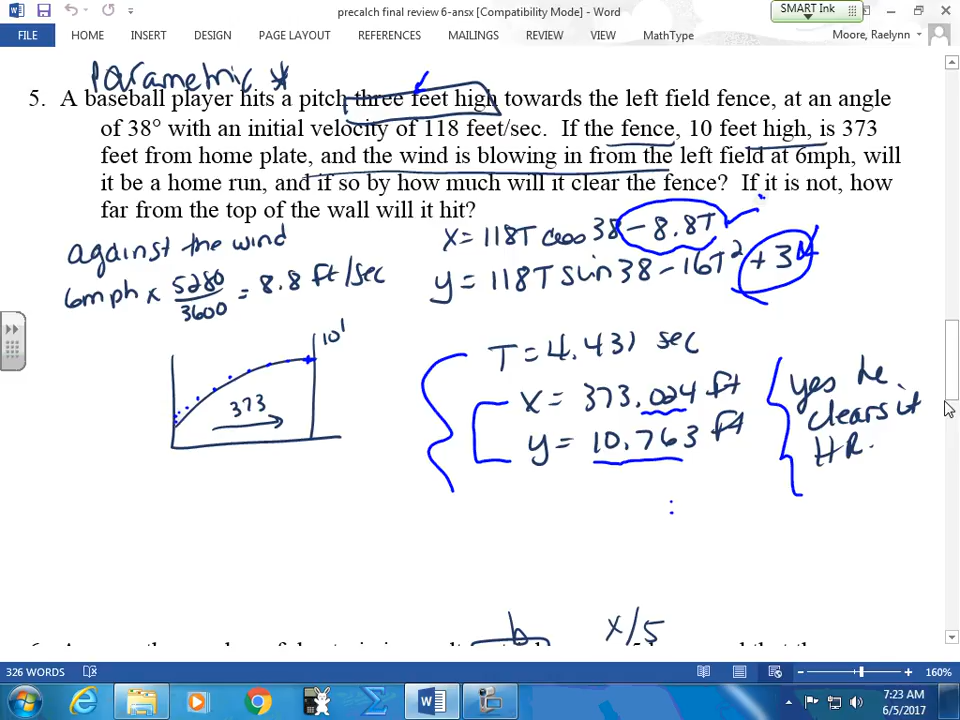 precalch final review 6-ansx [Compatibility Mode] - Word
SMART Ink
FILE HOME INSERT DESIGN PAGE LAYOUT REFERENCES MAILINGS REVIEW VIEW MathType Moore, Raelynn
Parametric *
5. A baseball player hits a pitch three feet high towards the left field fence, at an angle
of 38° with an initial velocity of 118 feet/sec. If the fence, 10 feet high, is 373
feet from home plate, and the wind is blowing in from the left field at 6mph, will
it be a home run, and if so by how much will it clear the fence? If it is not, how
far from the top of the wall will it hit?
against the wind
6mph x 5280/3600 = 8.8 ft/sec
x = 118T cos 38 - 8.8T
y = 118T sin 38 - 16T² + 3
10'
373
T = 4.431 sec
x = 373.024 ft
y = 10.763 ft
yes he
clears it
HR.
b
x/5
326 WORDS
160%
7:23 AM
6/5/2017